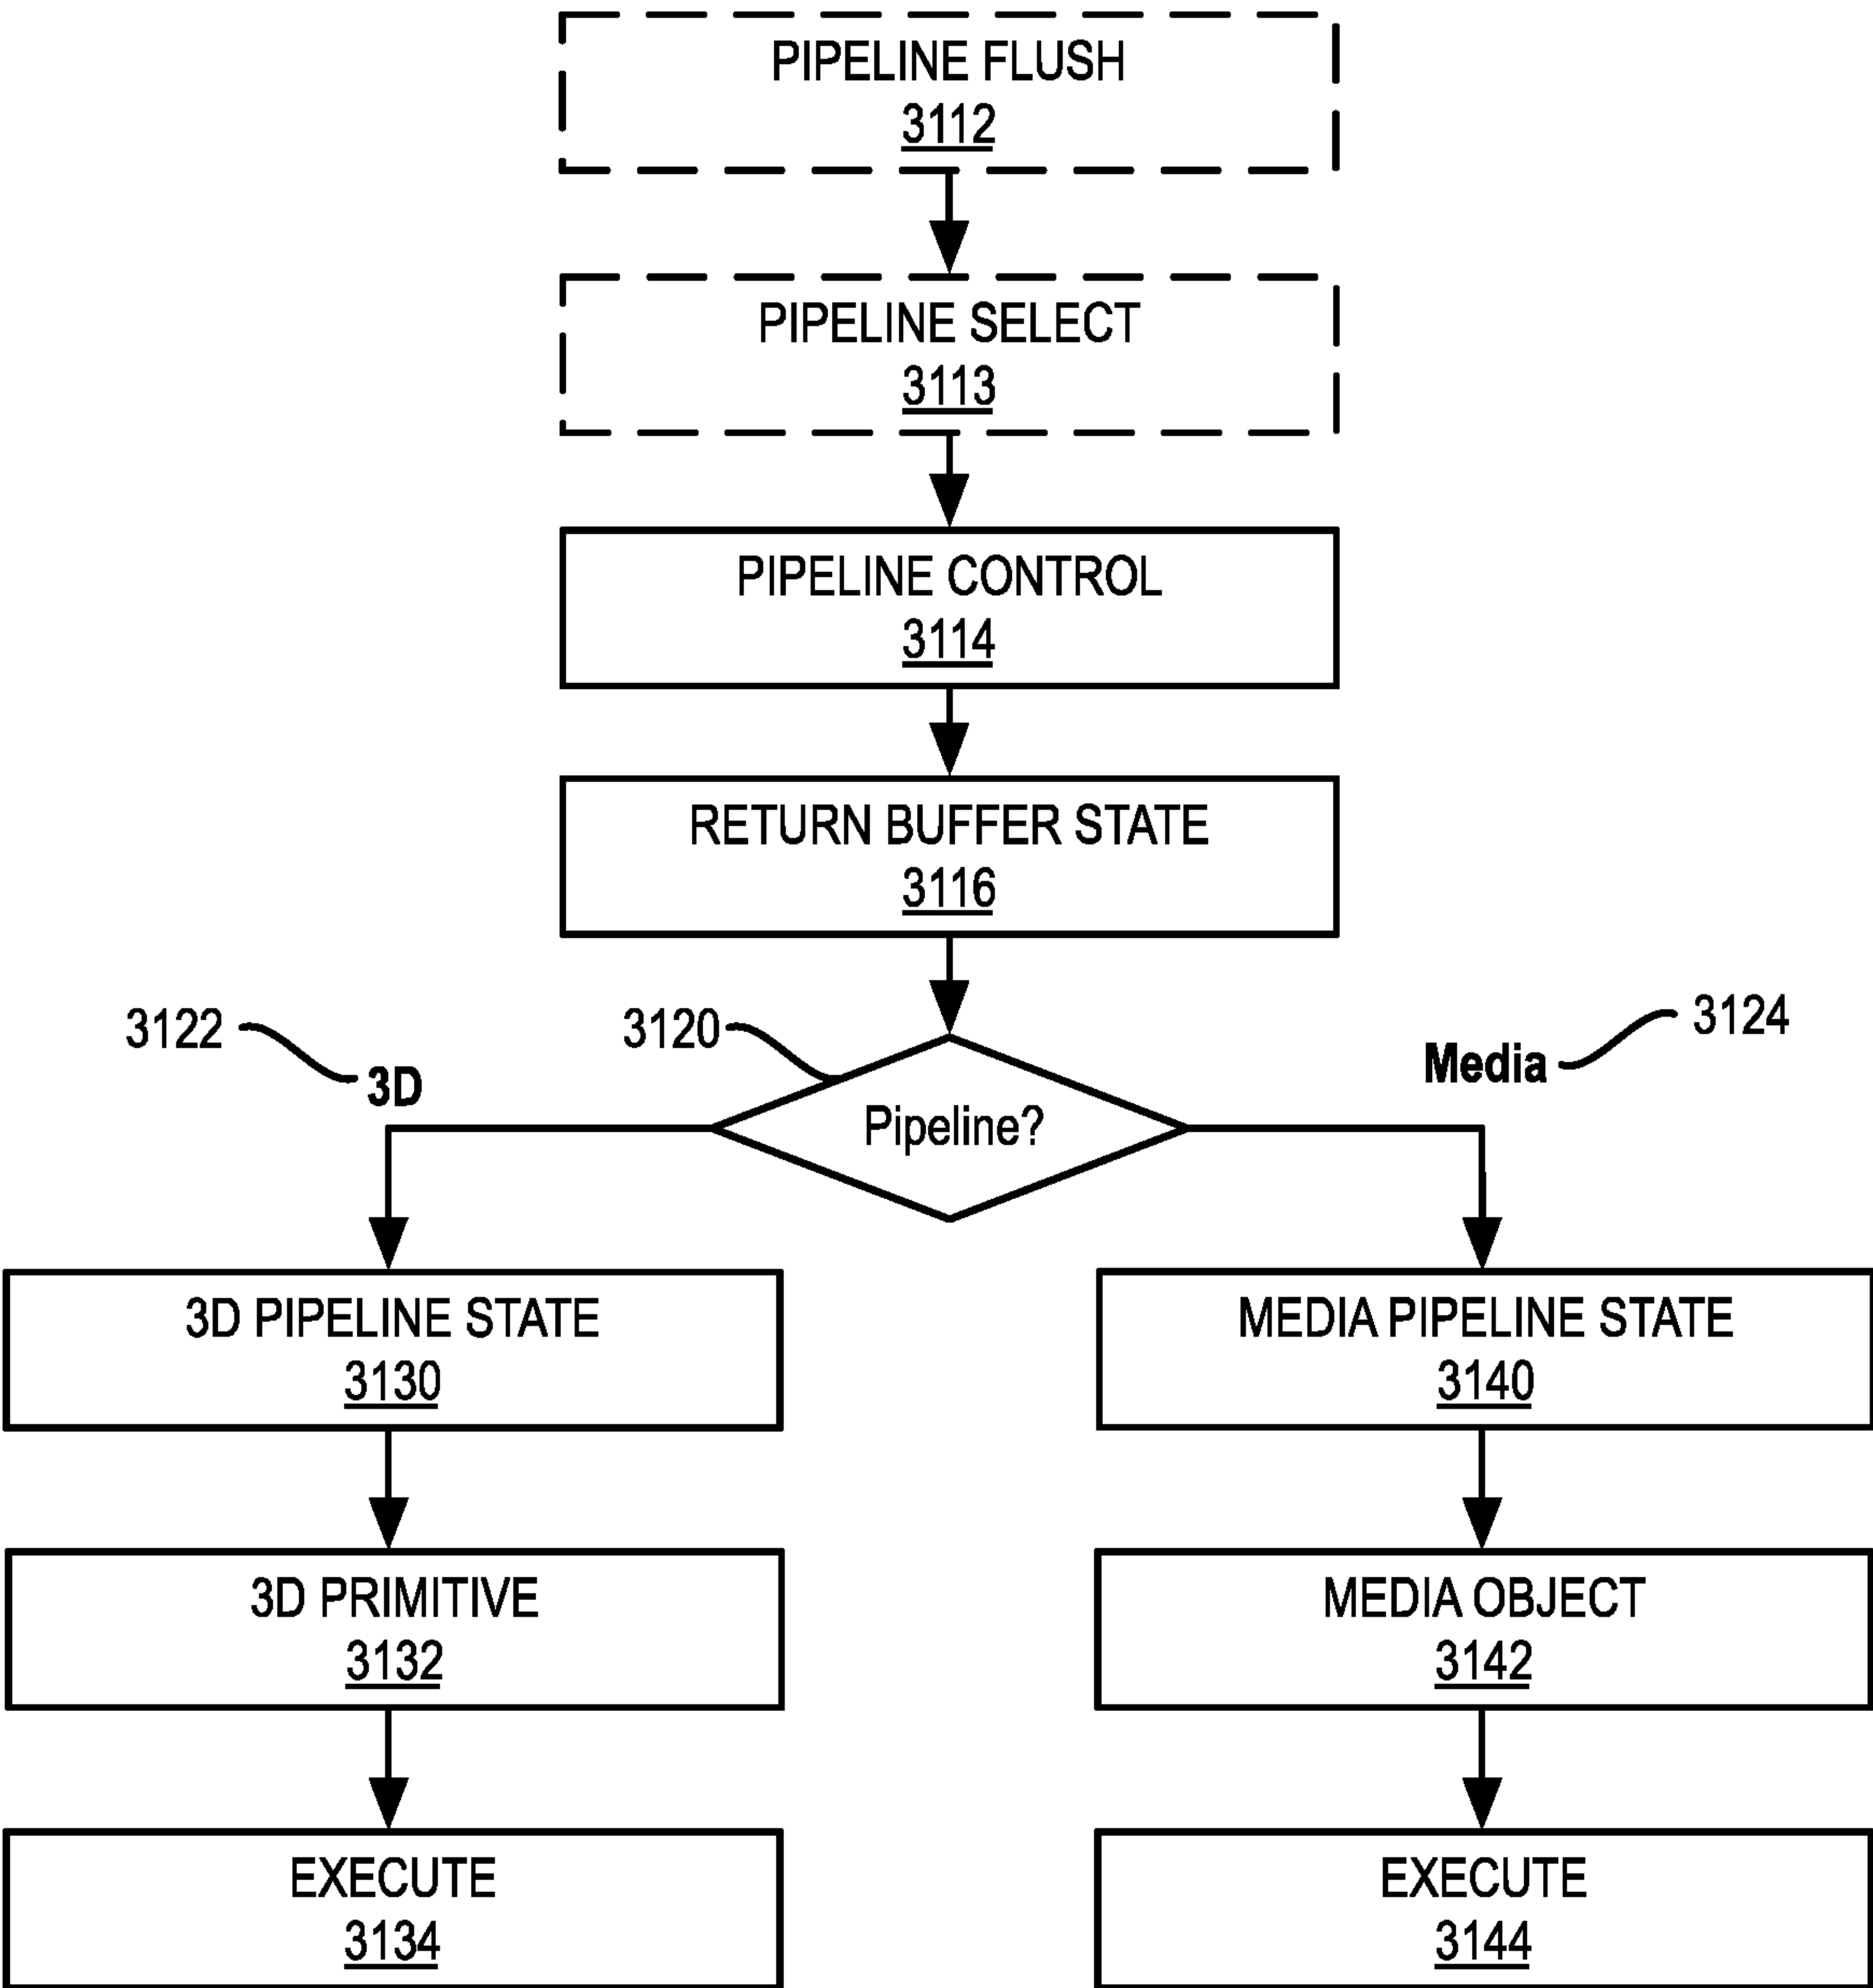 PIPELINE FLUSH
3112
PIPELINE SELECT
3113
PIPELINE CONTROL
3114
RETURN BUFFER STATE
3116
3122
3120
3124
3D
Media
Pipeline?
3D PIPELINE STATE
3130
MEDIA PIPELINE STATE
3140
3D PRIMITIVE
3132
MEDIA OBJECT
3142
EXECUTE
3134
EXECUTE
3144